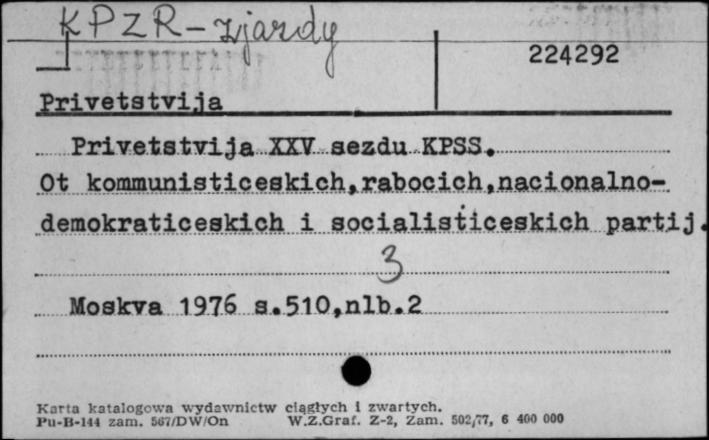 KPZR-zjazdy
224292
Privetstvija
Privetstvija XXV sezdu KPSS.
Ot kommunisticeskich,rabocich,nacionalno-
demokraticeskich i socialisticeskich partij.
3
Moskva 1976 s.510,nlb.2
Karta katalogowa wydawnictw ciągłych i zwartych.
Pu-B-144 zam. 567/DW/On W.Z.Graf. Z-2, Zam. 502/77, 6 400 000